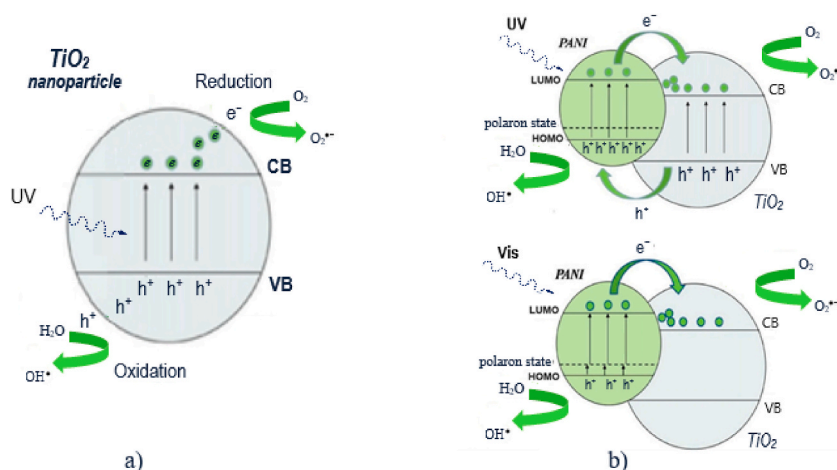 TiO₂
nanoparticle
Reduction
e⁻
O₂
O₂•⁻
e e e e e
CB
UV
VB
h⁺ h⁺ h⁺
h⁺
h⁺
H₂O
OH•
Oxidation
a)
UV
PANI
e⁻
O₂
O₂•
LUMO
CB
polaron state
HOMO
h⁺ h⁺ h⁺ h⁺ h⁺
H₂O
OH•
VB
h⁺ h⁺ h⁺
h⁺
TiO₂
Vis
PANI
e⁻
O₂
O₂•⁻
LUMO
CB
polaron state
HOMO
h⁺ h⁺ h⁺
H₂O
OH•
VB
TiO₂
b)